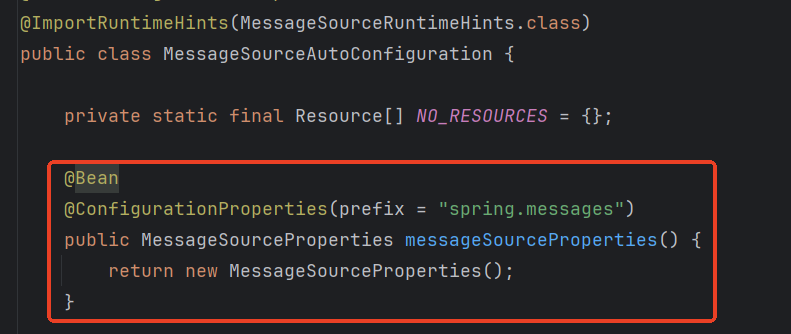 @ImportRuntimeHints(MessageSourceRuntimeHints.class)
public class MessageSourceAutoConfiguration {
private static final Resource[] NO_RESOURCES = {};
@Bean
@ConfigurationProperties(prefix = "spring.messages")
public MessageSourceProperties messageSourceProperties() {
return new MessageSourceProperties();
}